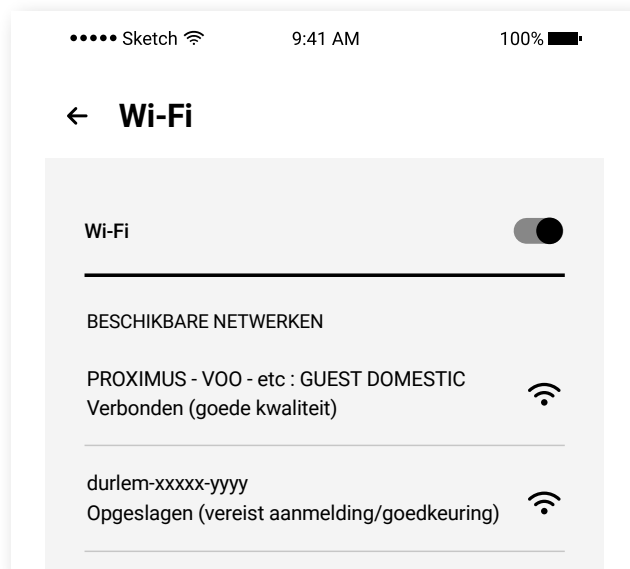 Sketch 9:41 AM 100%
Wi-Fi
Wi-Fi
BESCHIKBARE NETWERKEN
PROXIMUS - VOO - etc : GUEST DOMESTIC
Verbonden (goede kwaliteit)
durlem-xxxxx-yyyy
Opgeslagen (vereist aanmelding/goedkeuring)